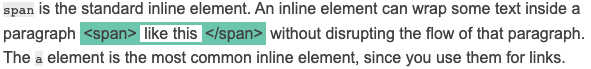 span is the standard inline element. An inline element can wrap some text inside a
paragraph <span> like this </span> without disrupting the flow of that paragraph.
The a element is the most common inline element, since you use them for links.